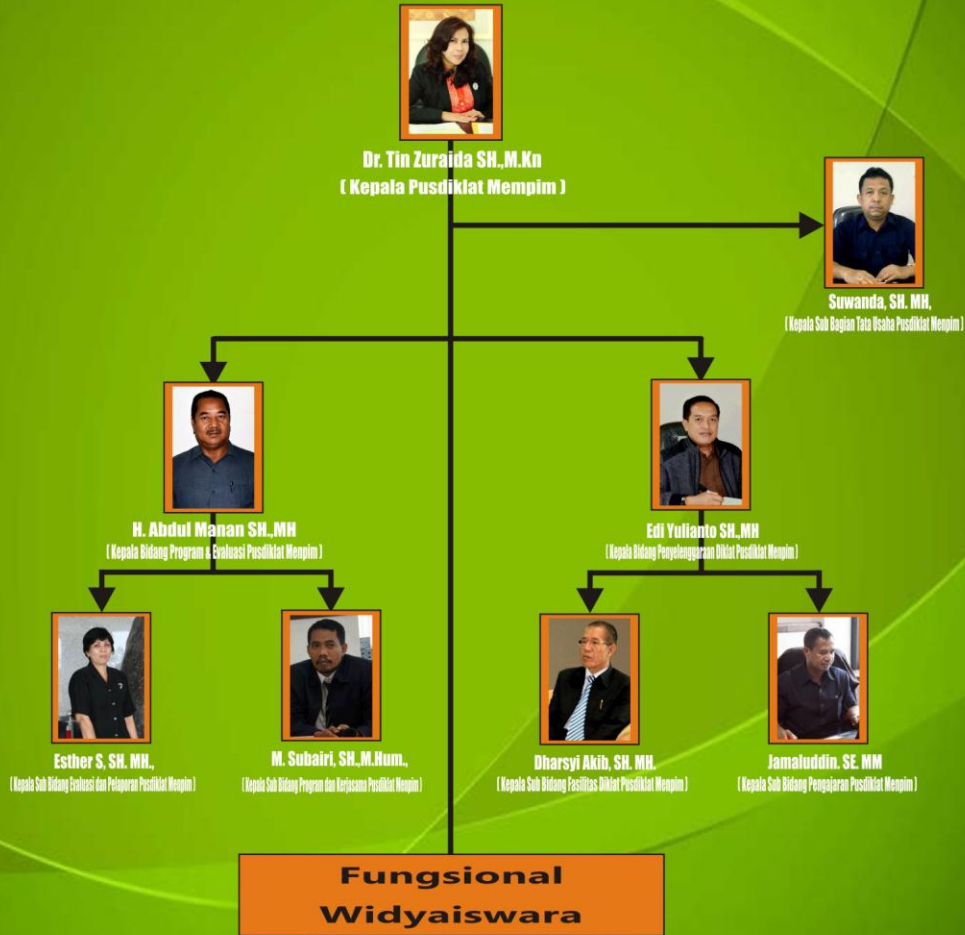 Dr. Tin Zuraida SH.,M.Kn
( Kepala Pusdiklat Mempim )
Suwanda, SH. MH,
( Kepala Sub Bagian Tata Usaha Pusdiklat Menpim )
H. Abdul Manan SH.,MH
( Kepala Bidang Program & Evaluasi Pusdiklat Menpim )
Edi Yulianto SH.,MH
( Kepala Bidang Penyelenggaraan Diklat Pusdiklat Menpim )
Esther S, SH. MH.,
( Kepala Sub Bidang Evaluasi dan Pelaporan Pusdiklat Menpim )
M. Subairi, SH.,M.Hum.,
( Kepala Sub Bidang Program dan Kerjasama Pusdiklat Menpim )
Dharsyi Akib, SH. MH.
( Kepala Sub Bidang Fasilitas Diklat Pusdiklat Menpim )
Jamaluddin. SE. MM
( Kepala Sub Bidang Pengajaran Pusdiklat Menpim )
Fungsional
Widyaiswara